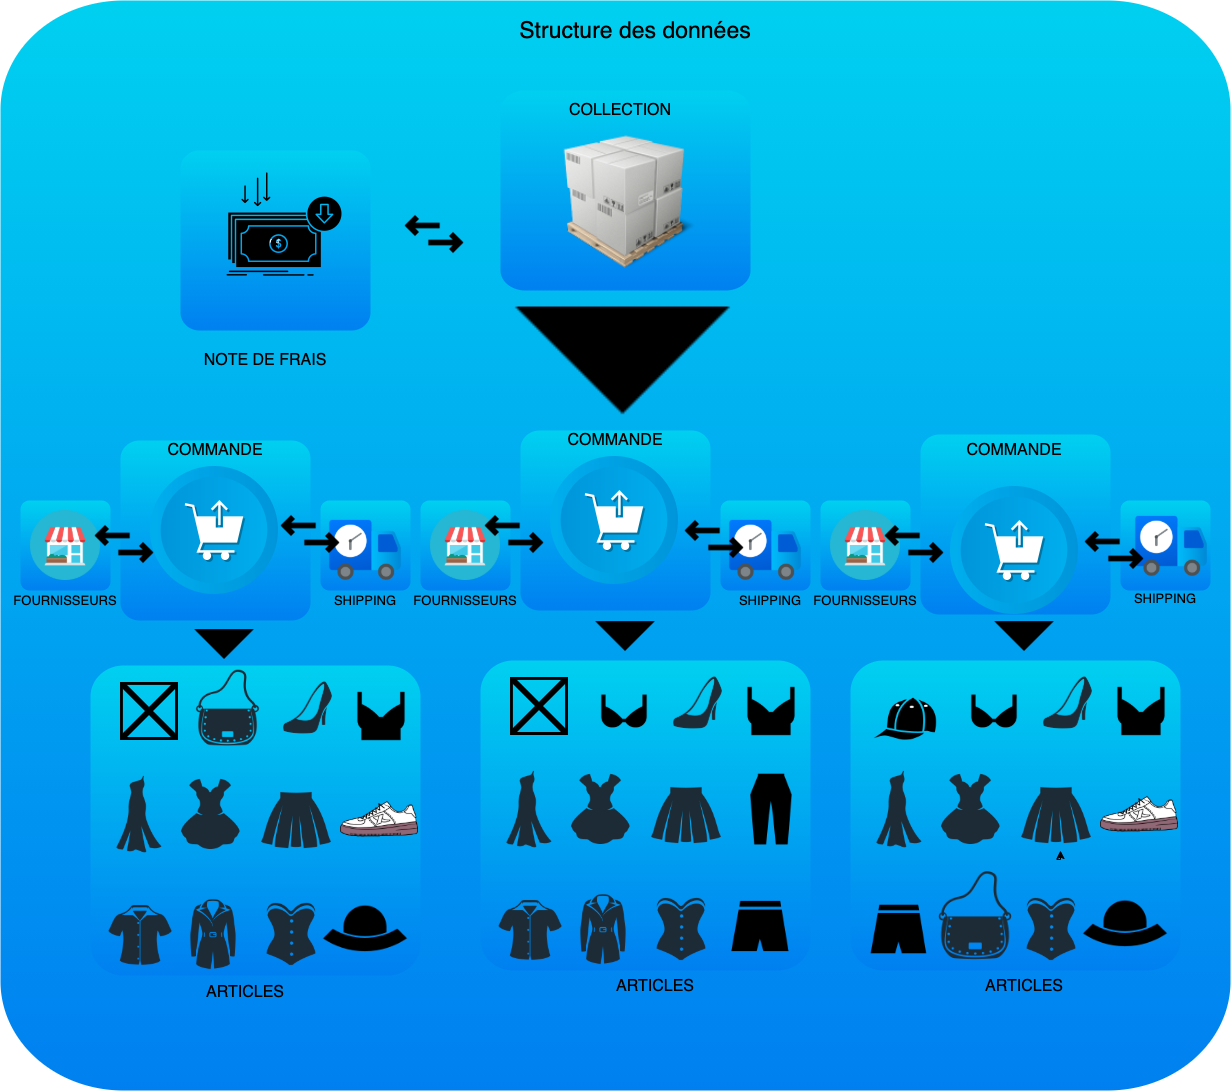 Structure des données
COLLECTION
NOTE DE FRAIS
COMMANDE
COMMANDE
COMMANDE
FOURNISSEURS
SHIPPING
FOURNISSEURS
SHIPPING
FOURNISSEURS
SHIPPING
ARTICLES
ARTICLES
ARTICLES